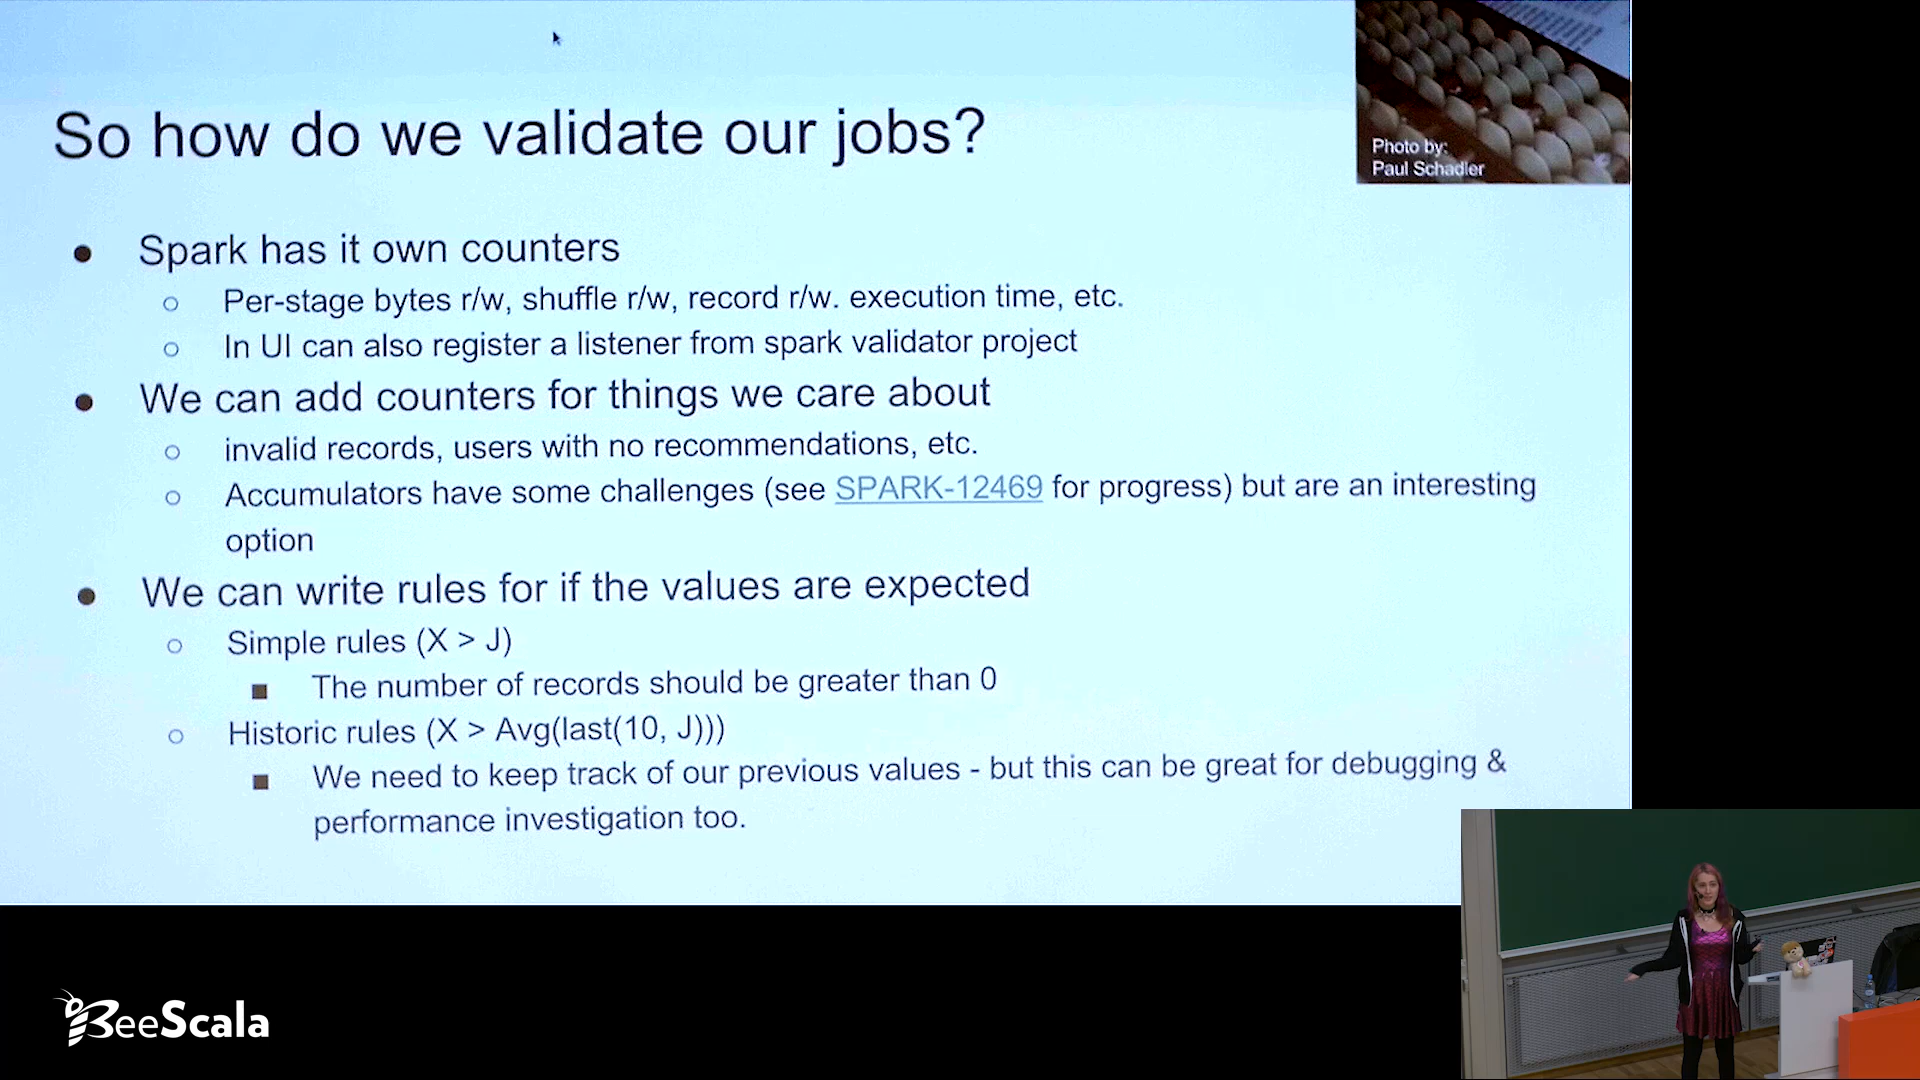 Photo by:
Paul Schadler
So how do we validate our jobs?
● Spark has it own counters
○ Per-stage bytes r/w, shuffle r/w, record r/w. execution time, etc.
○ In UI can also register a listener from spark validator project
● We can add counters for things we care about
○ invalid records, users with no recommendations, etc.
○ Accumulators have some challenges (see SPARK-12469 for progress) but are an interesting
option
● We can write rules for if the values are expected
○ Simple rules (X > J)
■ The number of records should be greater than 0
○ Historic rules (X > Avg(last(10, J)))
■ We need to keep track of our previous values - but this can be great for debugging &
performance investigation too.
BeeScala